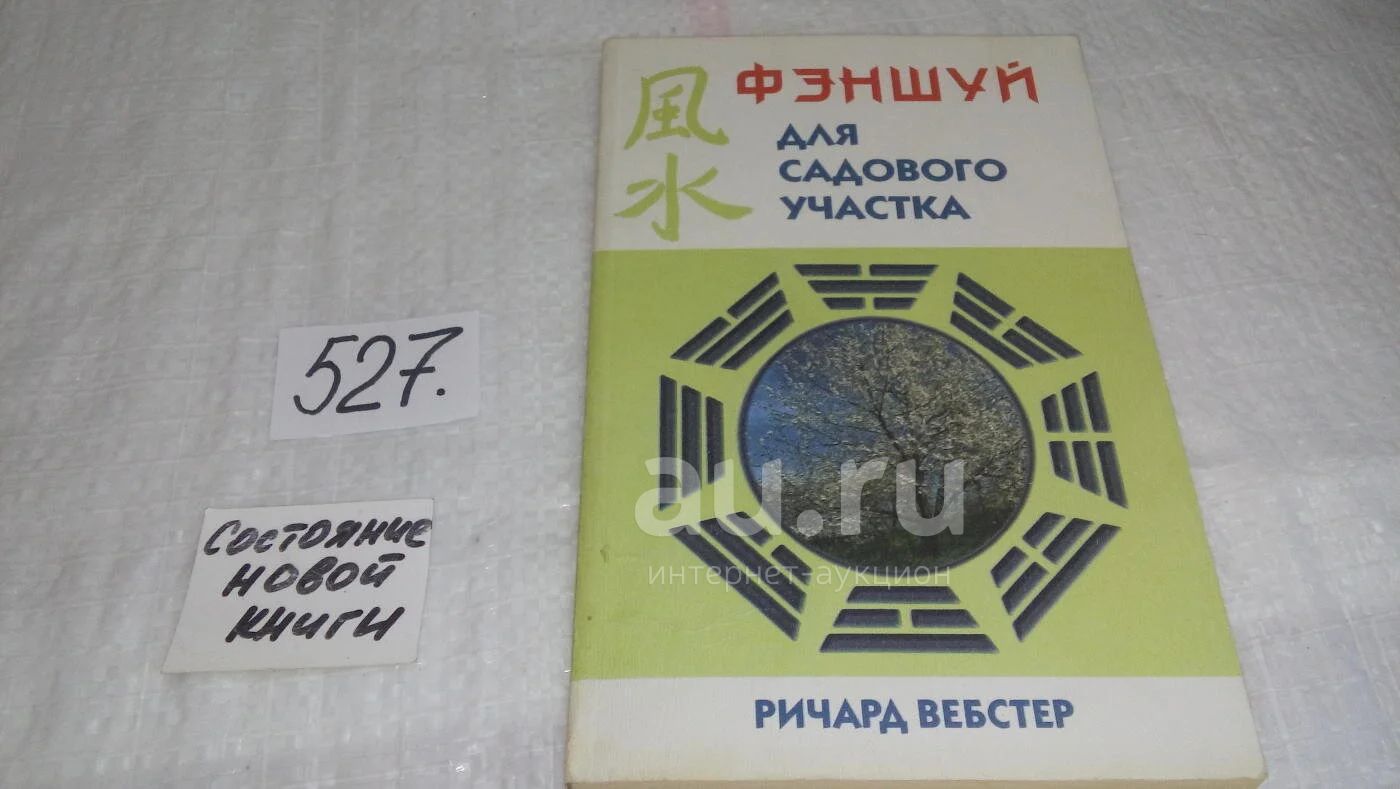 風
水
ФЭНШУЙ
ДЛЯ
САДОВОГО
УЧАСТКА
527.
Состояние
новой
книги
au.ru
интернет-аукцион
РИЧАРД ВЕБСТЕР